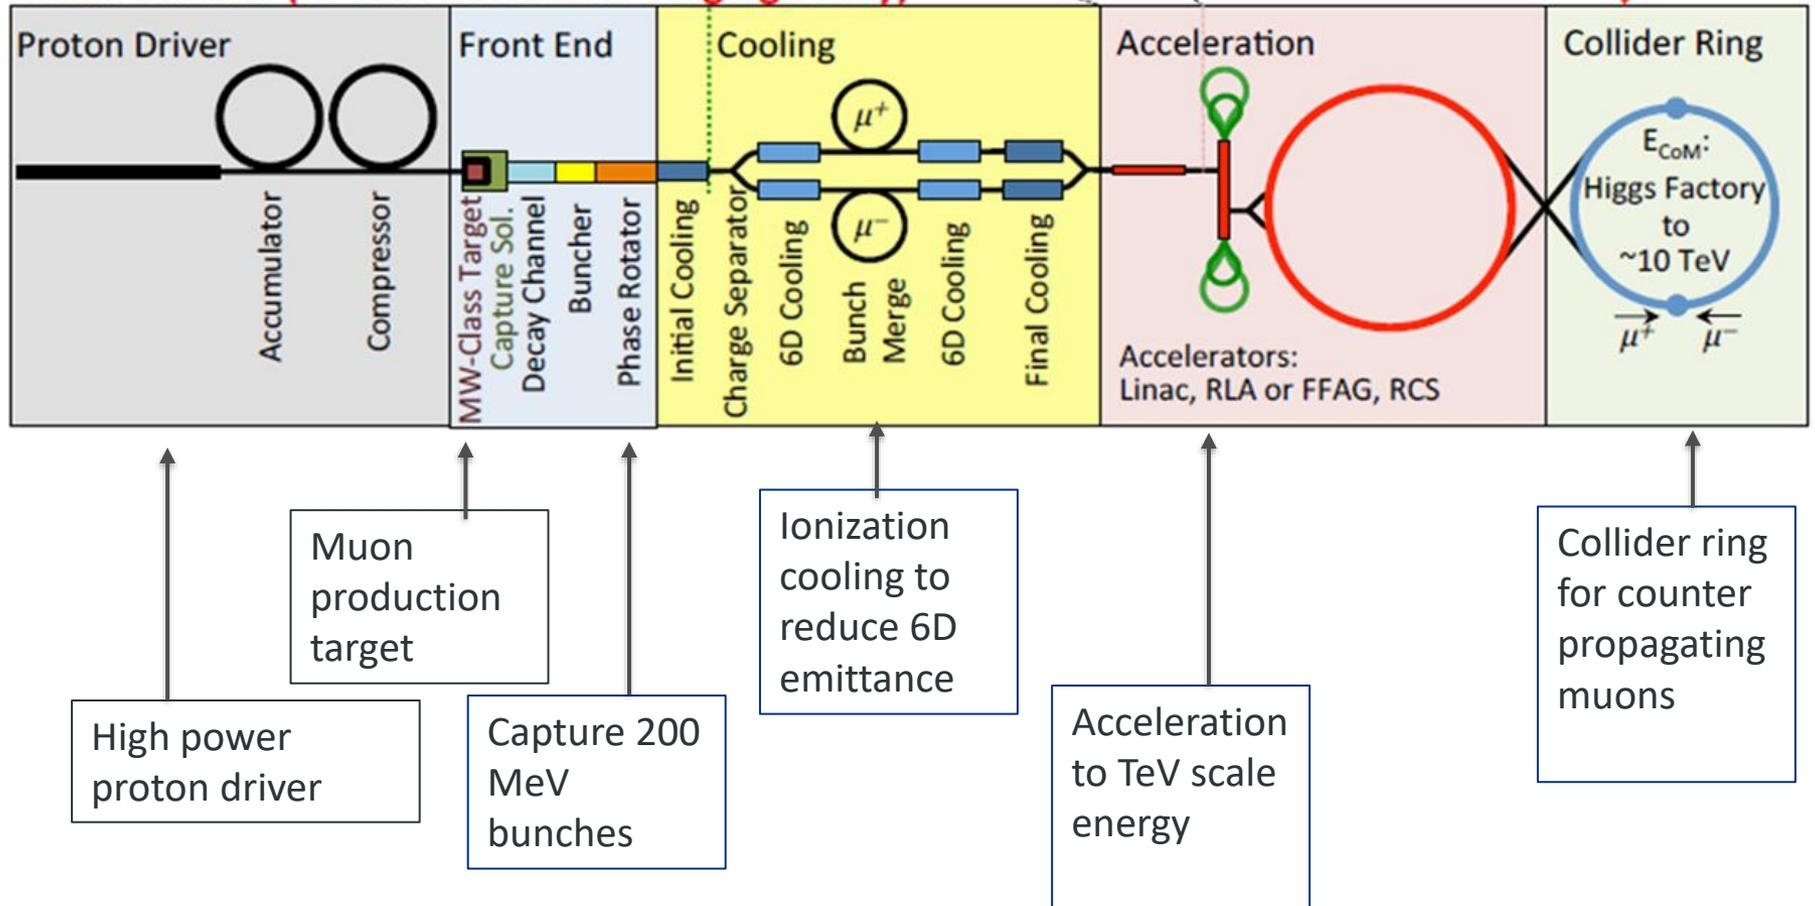 Proton Driver
Front End
Cooling
Acceleration
Collider Ring
Accumulator
Compressor
MW-Class Target
Capture Sol.
Decay Channel
Buncher
Phase Rotator
Initial Cooling
Charge Separator
6D Cooling
μ+
μ−
Bunch
Merge
6D Cooling
Final Cooling
Accelerators:
Linac, RLA or FFAG, RCS
ECoM:
Higgs Factory
to
~10 TeV
μ+ μ−
High power
proton driver
Muon
production
target
Capture 200
MeV
bunches
Ionization
cooling to
reduce 6D
emittance
Acceleration
to TeV scale
energy
Collider ring
for counter
propagating
muons